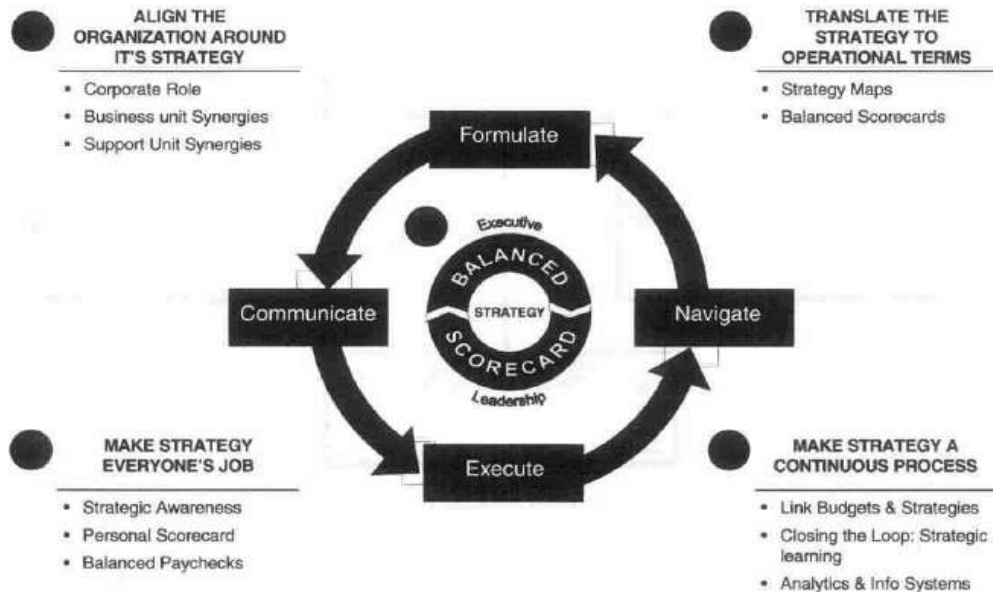 ALIGN THE
ORGANIZATION AROUND
IT'S STRATEGY
• Corporate Role
• Business unit Synergies
• Support Unit Synergies
TRANSLATE THE
STRATEGY TO
OPERATIONAL TERMS
• Strategy Maps
• Balanced Scorecards
Formulate
Executive
BALANCED
STRATEGY
SCORECARD
Leadership
Communicate
Navigate
Execute
MAKE STRATEGY
EVERYONE'S JOB
• Strategic Awareness
• Personal Scorecard
• Balanced Paychecks
MAKE STRATEGY A
CONTINUOUS PROCESS
• Link Budgets & Strategies
• Closing the Loop: Strategic
learning
• Analytics & Info Systems